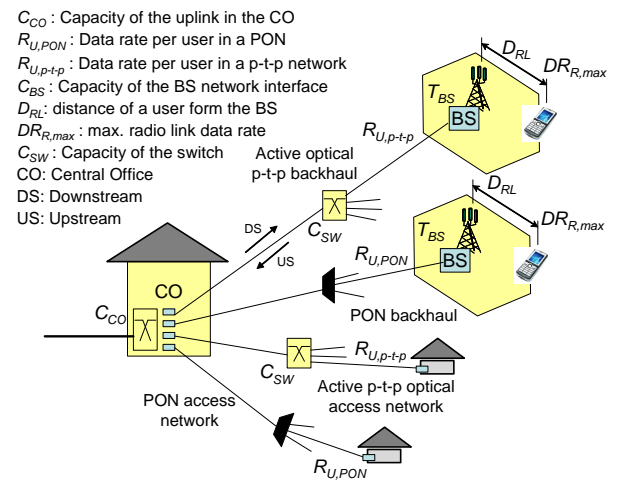 C_CO : Capacity of the uplink in the CO
R_U,PON : Data rate per user in a PON
R_U,p-t-p : Data rate per user in a p-t-p network
C_BS : Capacity of the BS network interface
D_RL: distance of a user form the BS
DR_R,max : max. radio link data rate
C_SW : Capacity of the switch
CO: Central Office
DS: Downstream
US: Upstream
D_RL
DR_R,max
T_BS
BS
R_U,p-t-p
Active optical
p-t-p backhaul
C_SW
DS
US
D_RL
DR_R,max
T_BS
BS
R_U,PON
PON backhaul
CO
C_CO
R_U,p-t-p
C_SW
Active p-t-p optical
access network
PON access
network
R_U,PON